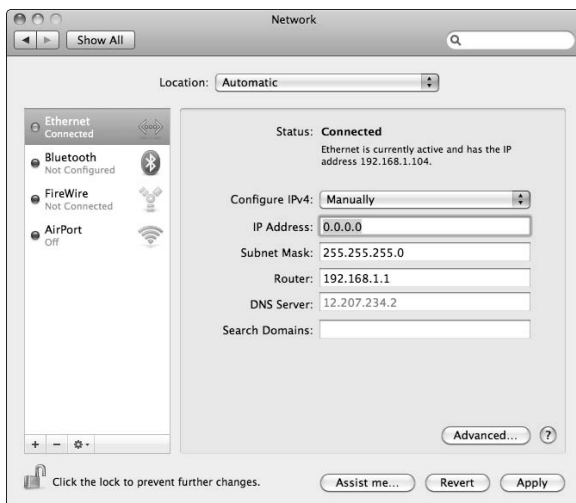 Network
Show All
Location: Automatic
Ethernet
Connected
Bluetooth
Not Configured
FireWire
Not Connected
AirPort
Off
Status: Connected
Ethernet is currently active and has the IP
address 192.168.1.104.
Configure IPv4: Manually
IP Address: 0.0.0.0
Subnet Mask: 255.255.255.0
Router: 192.168.1.1
DNS Server: 12.207.234.2
Search Domains:
Advanced... ?
+ −
Click the lock to prevent further changes.
Assist me... Revert Apply